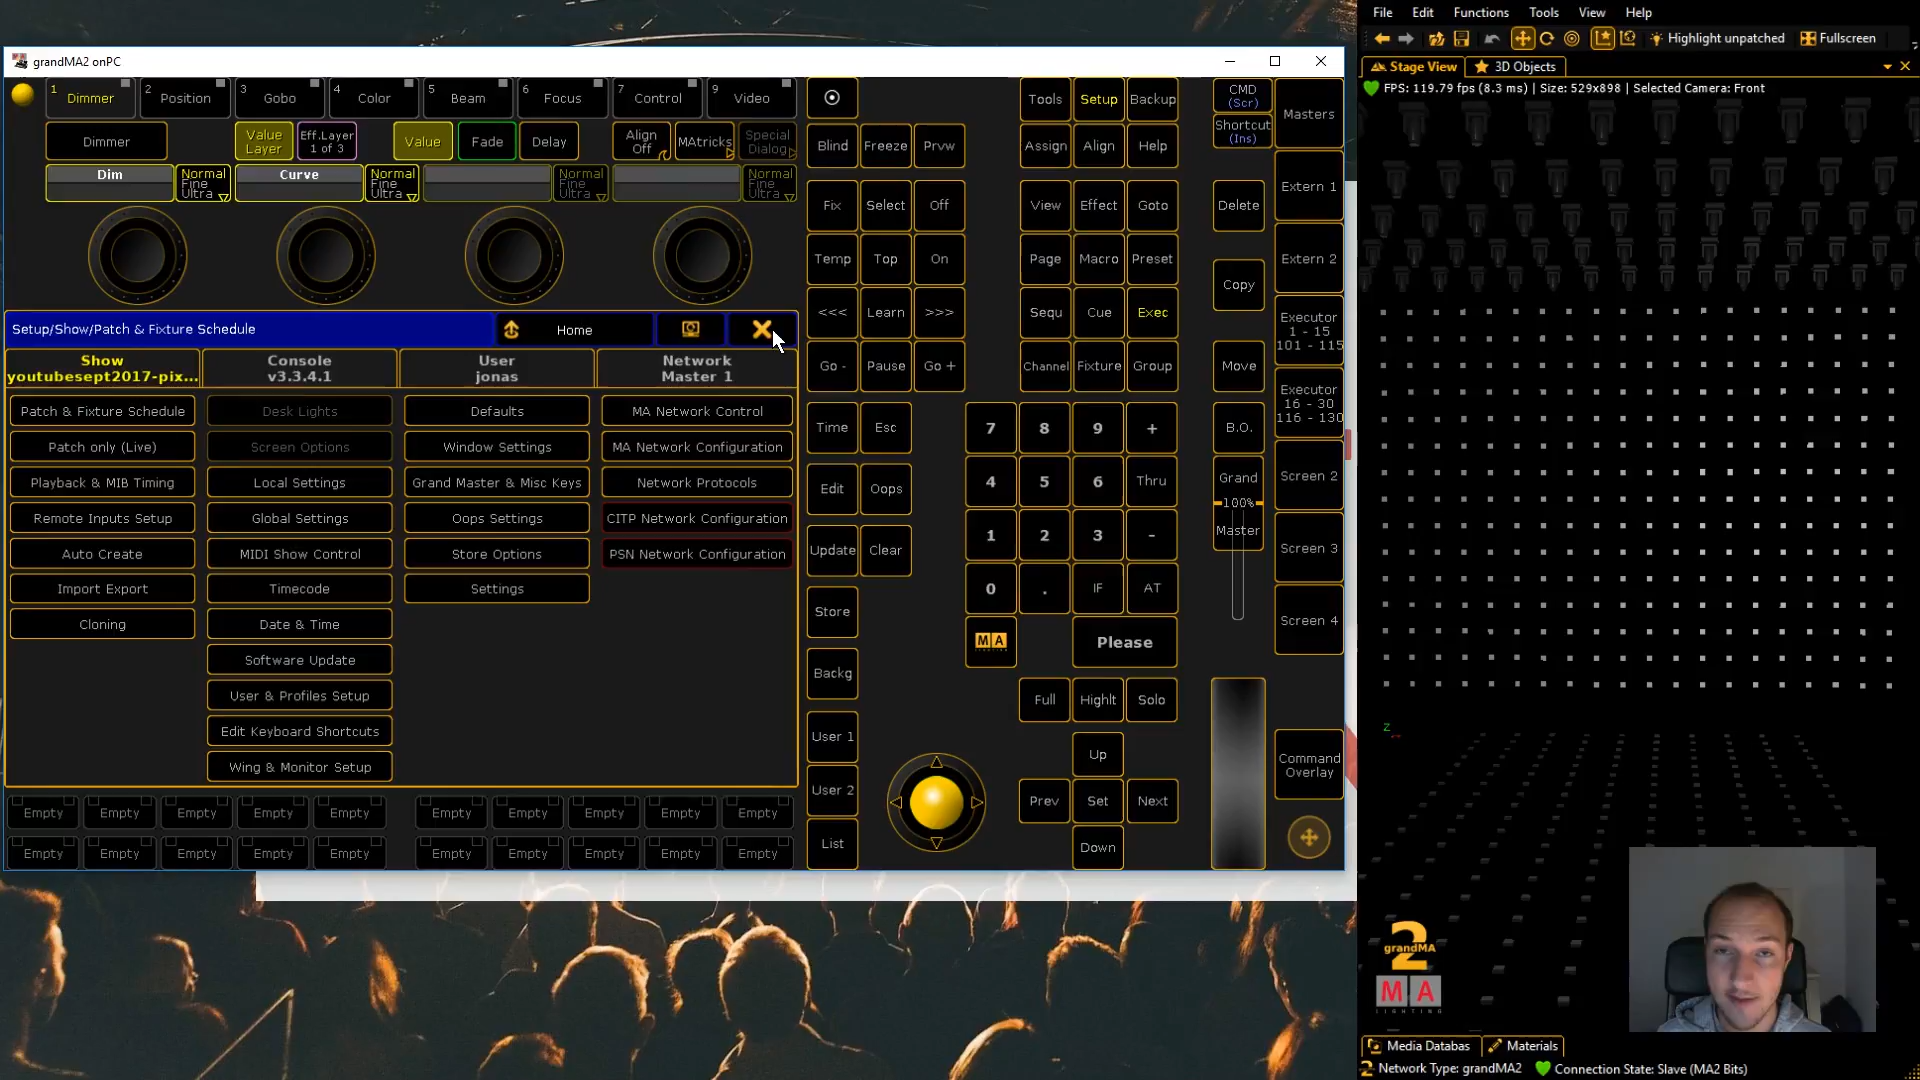 File Edit Functions Tools View Help
Highlight unpatched Fullscreen
Stage View 3D Objects
FPS: 119.79 fps (8.3 ms) | Size: 529x898 | Selected Camera: Front
grandMA2 onPC
1 Dimmer 2 Position 3 Gobo 4 Color 5 Beam 6 Focus 7 Control 9 Video
Dimmer
Value
Layer
Eff.Layer
1 of 3
Value Fade Delay
Align
Off
MAtricks
Special
Dialog
Dim
Normal
Fine
Ultra
Curve
Normal
Fine
Ultra
Normal
Fine
Ultra
Normal
Fine
Ultra
Setup/Show/Patch & Fixture Schedule Home
Show
youtubesept2017-pix...
Console
v3.3.4.1
User
jonas
Network
Master 1
Patch & Fixture Schedule
Patch only (Live)
Playback & MIB Timing
Remote Inputs Setup
Auto Create
Import Export
Cloning
Desk Lights
Screen Options
Local Settings
Global Settings
MIDI Show Control
Timecode
Date & Time
Software Update
User & Profiles Setup
Edit Keyboard Shortcuts
Wing & Monitor Setup
Defaults
Window Settings
Grand Master & Misc Keys
Oops Settings
Store Options
Settings
MA Network Control
MA Network Configuration
Network Protocols
CITP Network Configuration
PSN Network Configuration
Empty Empty Empty Empty Empty Empty Empty Empty Empty Empty
Empty Empty Empty Empty Empty Empty Empty Empty Empty Empty
Blind Freeze Prvw
Fix Select Off
Temp Top On
<<< Learn >>>
Go - Pause Go +
Time Esc
Edit Oops
Update Clear
Store
Backg
User 1
User 2
List
Tools Setup Backup
Assign Align Help
View Effect Goto
Page Macro Preset
Sequ Cue Exec
Channel Fixture Group
7 8 9 +
4 5 6 Thru
1 2 3 -
0 . IF AT
MA Please
Full Highlt Solo
Up
Prev Set Next
Down
CMD
(Scr)
Shortcut
(Ins)
Delete
Copy
Move
B.O.
Grand
100%
Master
Masters
Extern 1
Extern 2
Executor
1 - 15
101 - 115
Executor
16 - 30
116 - 130
Screen 2
Screen 3
Screen 4
Command
Overlay
Z
2
grandMA
MA
LIGHTING
Media Databas Materials
2 Network Type: grandMA2 Connection State: Slave (MA2 Bits)